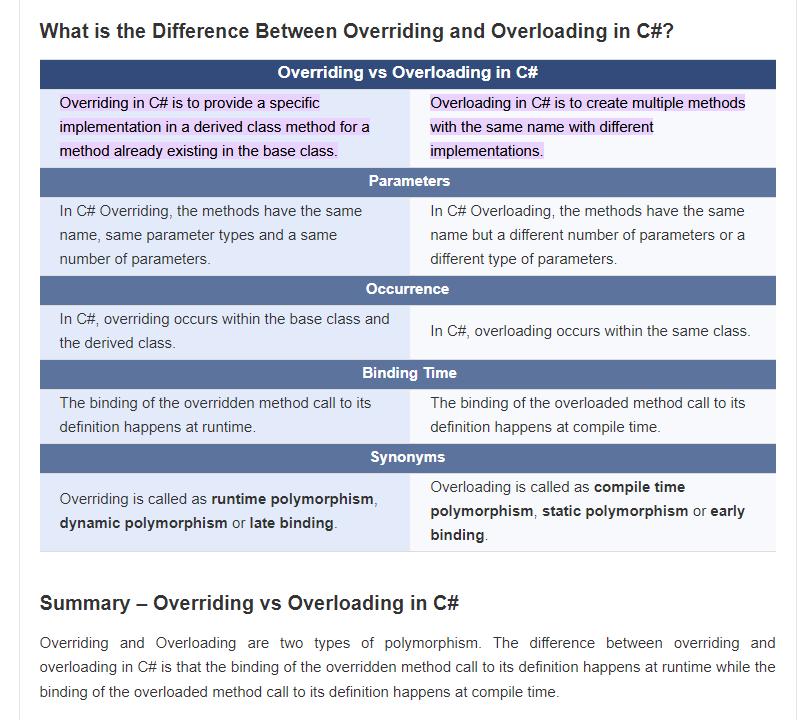 What is the Difference Between Overriding and Overloading in C#?
Overriding vs Overloading in C#
Overriding in C# is to provide a specific
implementation in a derived class method for a
method already existing in the base class.
Overloading in C# is to create multiple methods
with the same name with different
implementations.
Parameters
In C# Overriding, the methods have the same
name, same parameter types and a same
number of parameters.
In C# Overloading, the methods have the same
name but a different number of parameters or a
different type of parameters.
Occurrence
In C#, overriding occurs within the base class and
the derived class.
In C#, overloading occurs within the same class.
Binding Time
The binding of the overridden method call to its
definition happens at runtime.
The binding of the overloaded method call to its
definition happens at compile time.
Synonyms
Overriding is called as runtime polymorphism,
dynamic polymorphism or late binding.
Overloading is called as compile time
polymorphism, static polymorphism or early
binding.
Summary – Overriding vs Overloading in C#
Overriding and Overloading are two types of polymorphism. The difference between overriding and
overloading in C# is that the binding of the overridden method call to its definition happens at runtime while the
binding of the overloaded method call to its definition happens at compile time.